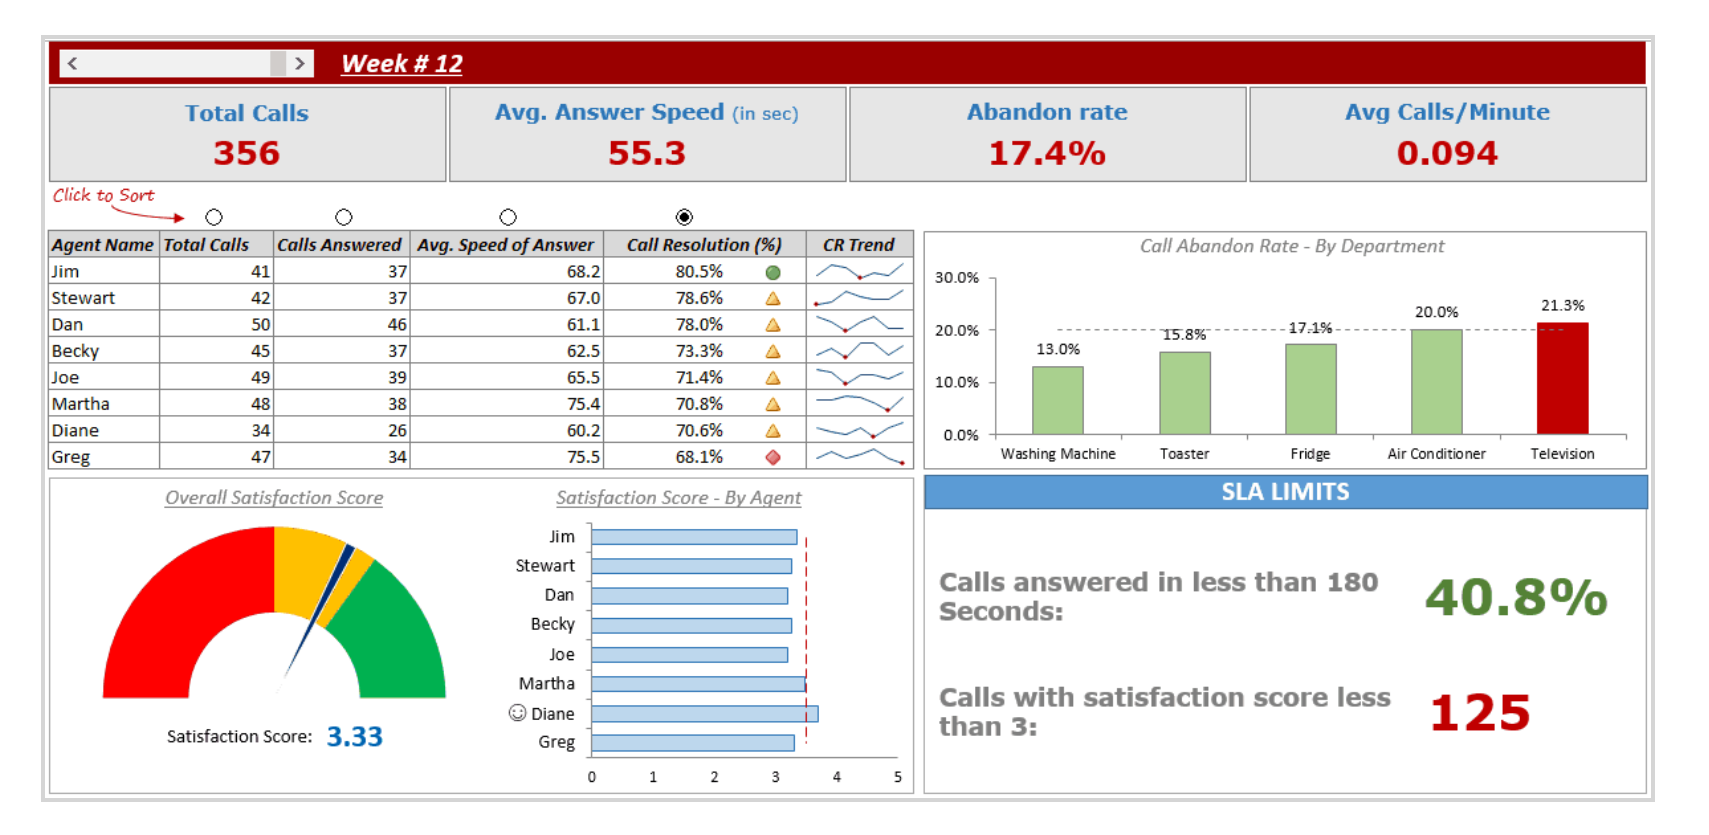 Week # 12
Total Calls
356
Avg. Answer Speed (in sec)
55.3
Abandon rate
17.4%
Avg Calls/Minute
0.094
Click to Sort
Agent Name Total Calls Calls Answered Avg. Speed of Answer Call Resolution (%) CR Trend
Jim 41 37 68.2 80.5%
Stewart 42 37 67.0 78.6%
Dan 50 46 61.1 78.0%
Becky 45 37 62.5 73.3%
Joe 49 39 65.5 71.4%
Martha 48 38 75.4 70.8%
Diane 34 26 60.2 70.6%
Greg 47 34 75.5 68.1%
Call Abandon Rate - By Department
30.0%
20.0%
10.0%
0.0%
13.0% 15.8% 17.1% 20.0% 21.3%
Washing Machine Toaster Fridge Air Conditioner Television
Overall Satisfaction Score
Satisfaction Score: 3.33
Satisfaction Score - By Agent
Jim
Stewart
Dan
Becky
Joe
Martha
Diane
Greg
0 1 2 3 4 5
SLA LIMITS
Calls answered in less than 180
Seconds:
40.8%
Calls with satisfaction score less
than 3:
125